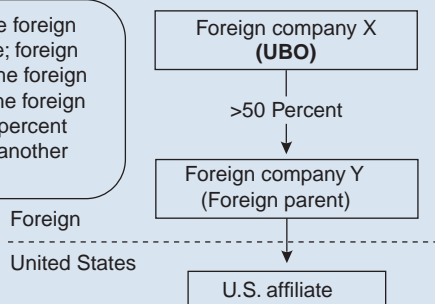 e foreign
e; foreign
he foreign
he foreign
percent
another
Foreign company X
(UBO)
>50 Percent
Foreign company Y
(Foreign parent)
Foreign
United States
U.S. affiliate